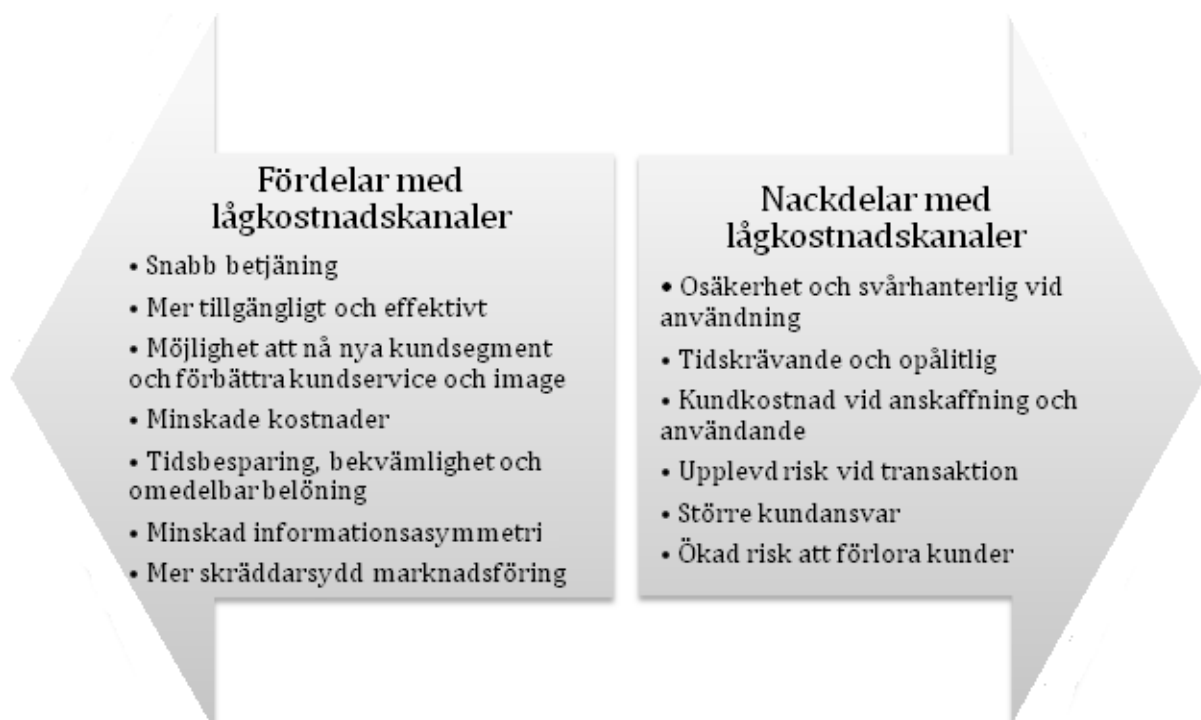 Fördelar med
lågkostnadskanaler
• Snabb betjäning
• Mer tillgängligt och effektivt
• Möjlighet att nå nya kundsegment
och förbättra kundservice och image
• Minskade kostnader
• Tidsbesparing, bekvämlighet och
omedelbar belöning
• Minskad informationsasymmetri
• Mer skräddarsydd marknadsföring
Nackdelar med
lågkostnadskanaler
• Osäkerhet och svårhanterlig vid
användning
• Tidskrävande och opålitlig
• Kundkostnad vid anskaffning och
användande
• Upplevd risk vid transaktion
• Större kundansvar
• Ökad risk att förlora kunder